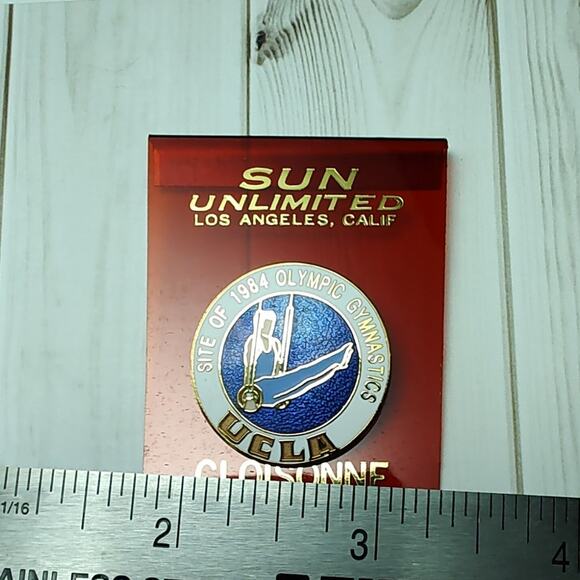 SUN
UNLIMITED
LOS ANGELES, CALIF
SITE OF 1984 OLYMPIC GYMNASTICS
UCLA
CLOISONNE
1/16
2 3 4